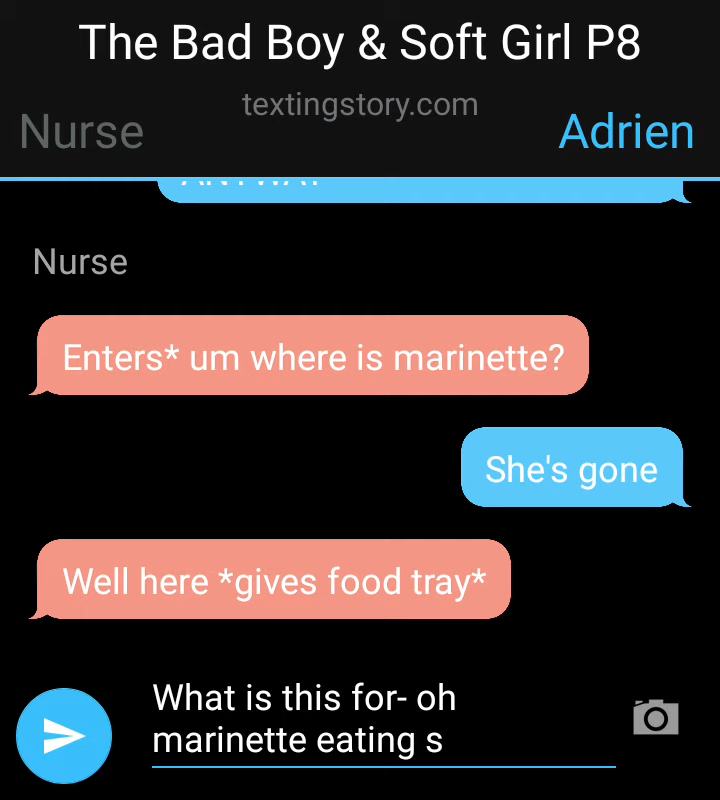 The Bad Boy & Soft Girl P8
textingstory.com
Nurse
Adrien
Nurse
Enters* um where is marinette?
She's gone
Well here *gives food tray*
What is this for- oh
marinette eating s